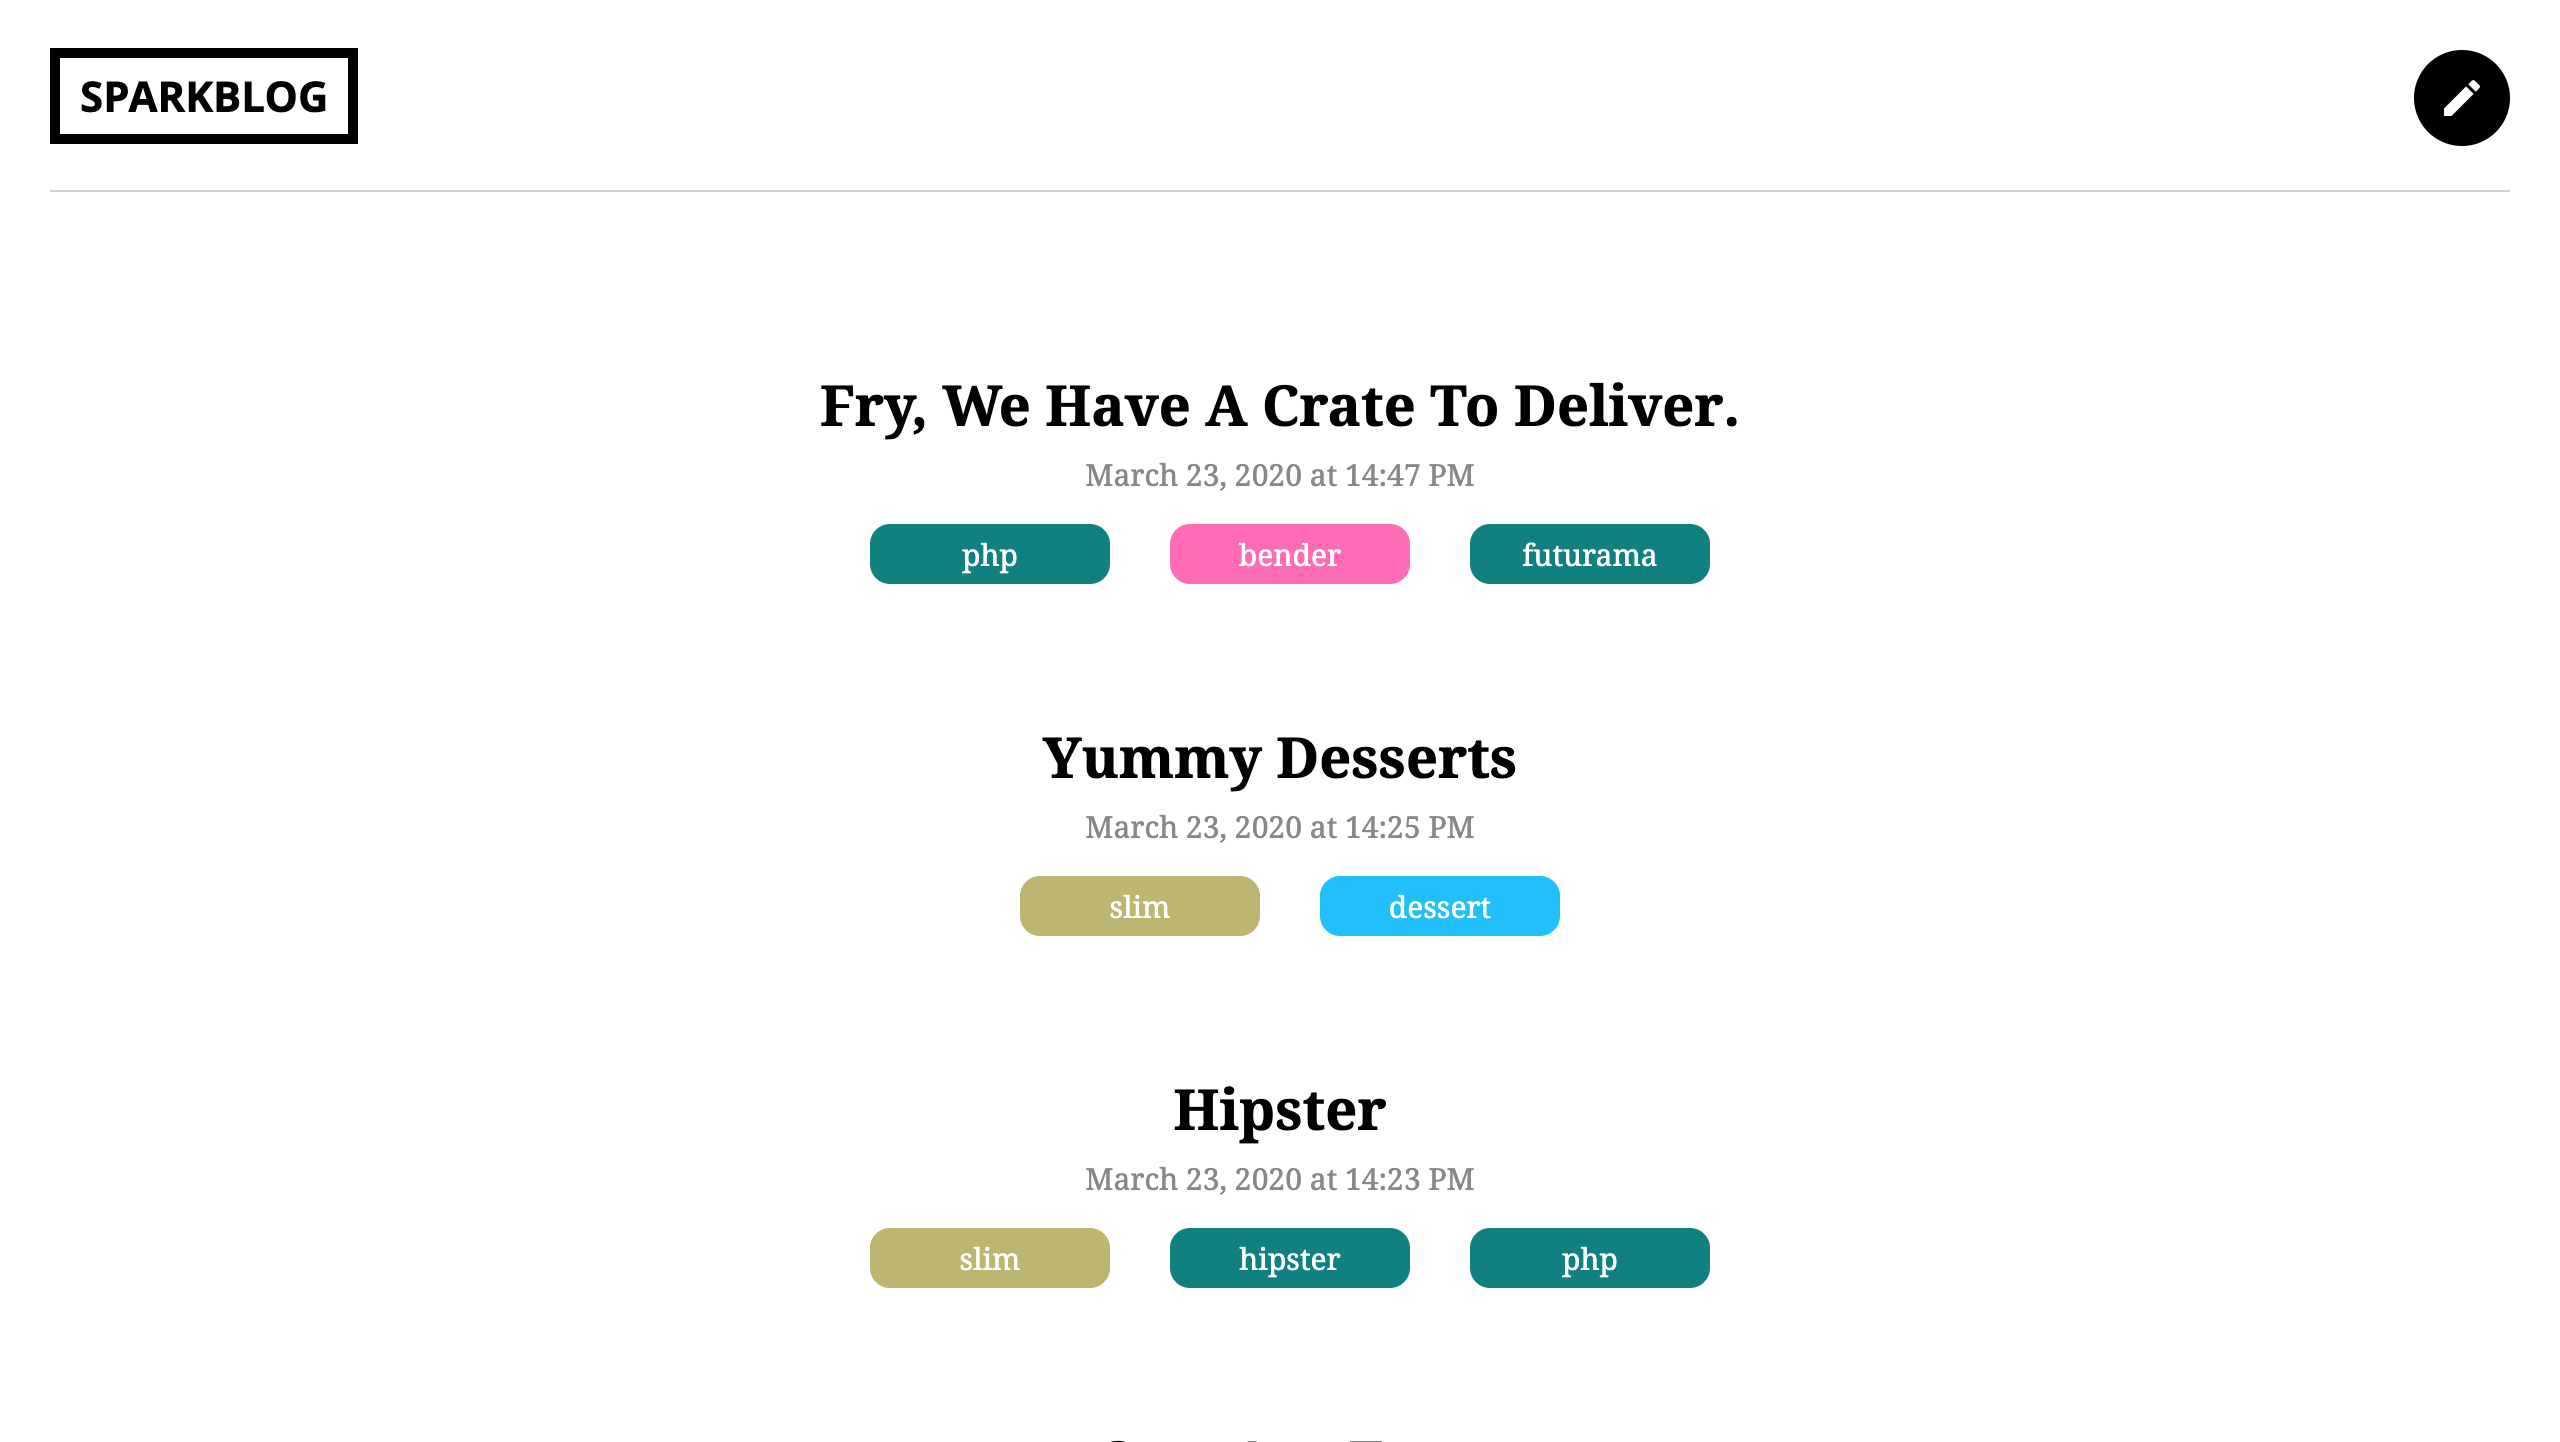 SPARKBLOG
Fry, We Have A Crate To Deliver.
March 23, 2020 at 14:47 PM
php bender futurama
Yummy Desserts
March 23, 2020 at 14:25 PM
slim dessert
Hipster
March 23, 2020 at 14:23 PM
slim hipster php